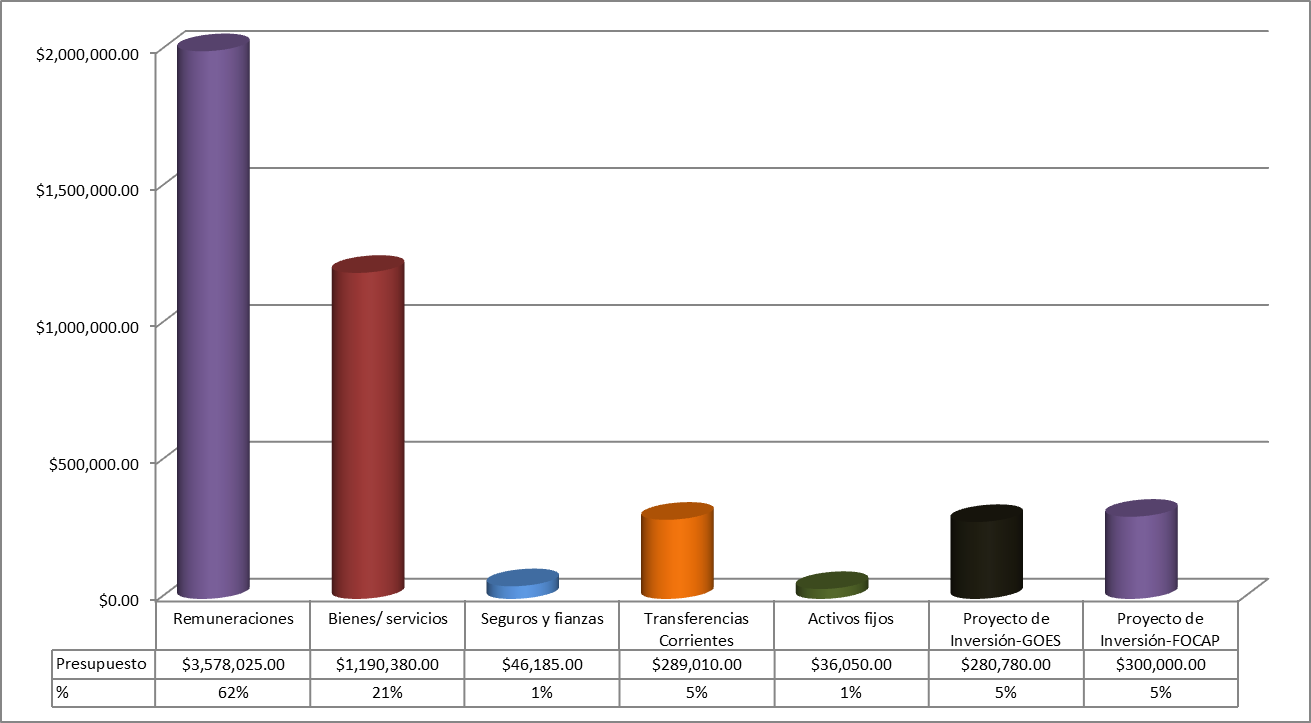 $2,000,000.00
$1,500,000.00
$1,000,000.00
$500,000.00
$0.00
Remuneraciones Bienes/ servicios Seguros y fianzas Transferencias Corrientes Activos fijos Proyecto de Inversión-GOES Proyecto de Inversión-FOCAP
Presupuesto $3,578,025.00 $1,190,380.00 $46,185.00 $289,010.00 $36,050.00 $280,780.00 $300,000.00
% 62% 21% 1% 5% 1% 5% 5%